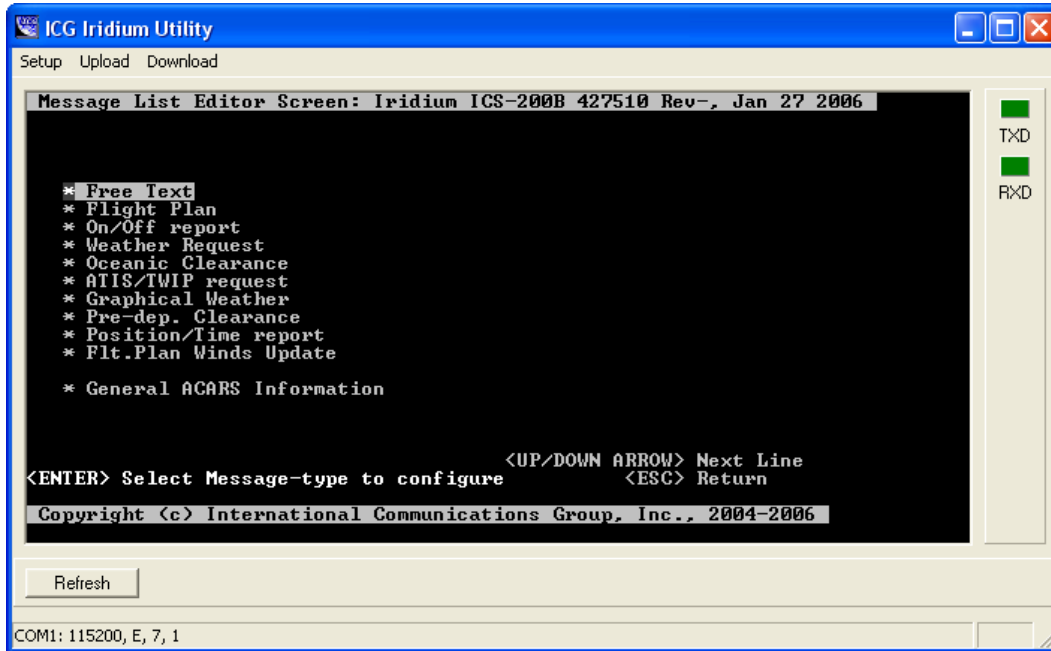 ICG Iridium Utility
Setup Upload Download
Message List Editor Screen: Iridium ICS-200B 427510 Rev-, Jan 27 2006
TXD
RXD
* Free Text
* Flight Plan
* On/Off report
* Weather Request
* Oceanic Clearance
* ATIS/TWIP request
* Graphical Weather
* Pre-dep. Clearance
* Position/Time report
* Flt.Plan Winds Update
* General ACARS Information
<UP/DOWN ARROW> Next Line
<ENTER> Select Message-type to configure <ESC> Return
Copyright (c) International Communications Group, Inc., 2004-2006
Refresh
COM1: 115200, E, 7, 1